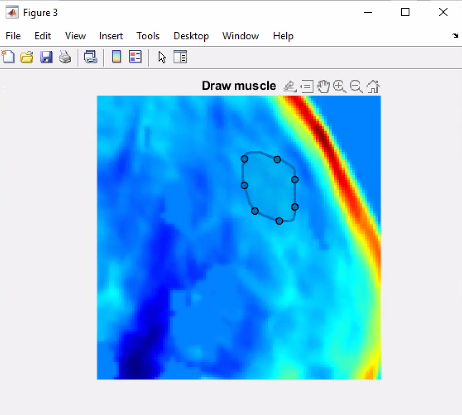 Figure 3
File Edit View Insert Tools Desktop Window Help
Draw muscle